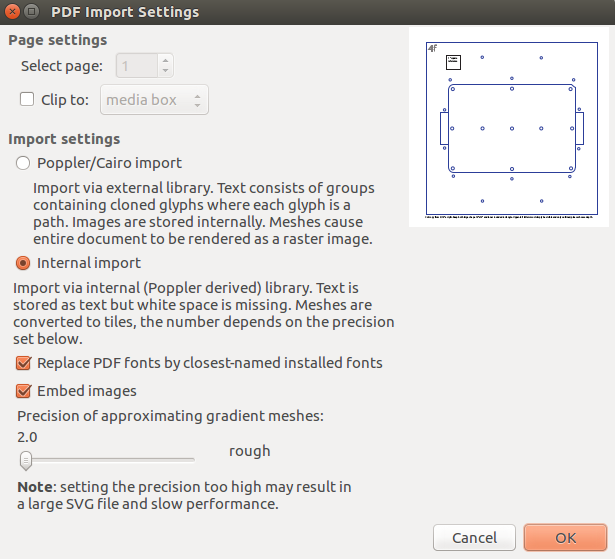 PDF Import Settings
Page settings
Select page: 1
Clip to: media box
Import settings
Poppler/Cairo import
Import via external library. Text consists of groups
containing cloned glyphs where each glyph is a
path. Images are stored internally. Meshes cause
entire document to be rendered as a raster image.
Internal import
Import via internal (Poppler derived) library. Text is
stored as text but white space is missing. Meshes are
converted to tiles, the number depends on the precision
set below.
Replace PDF fonts by closest-named installed fonts
Embed images
Precision of approximating gradient meshes:
2.0
rough
Note: setting the precision too high may result in
a large SVG file and slow performance.
Cancel
OK
4f